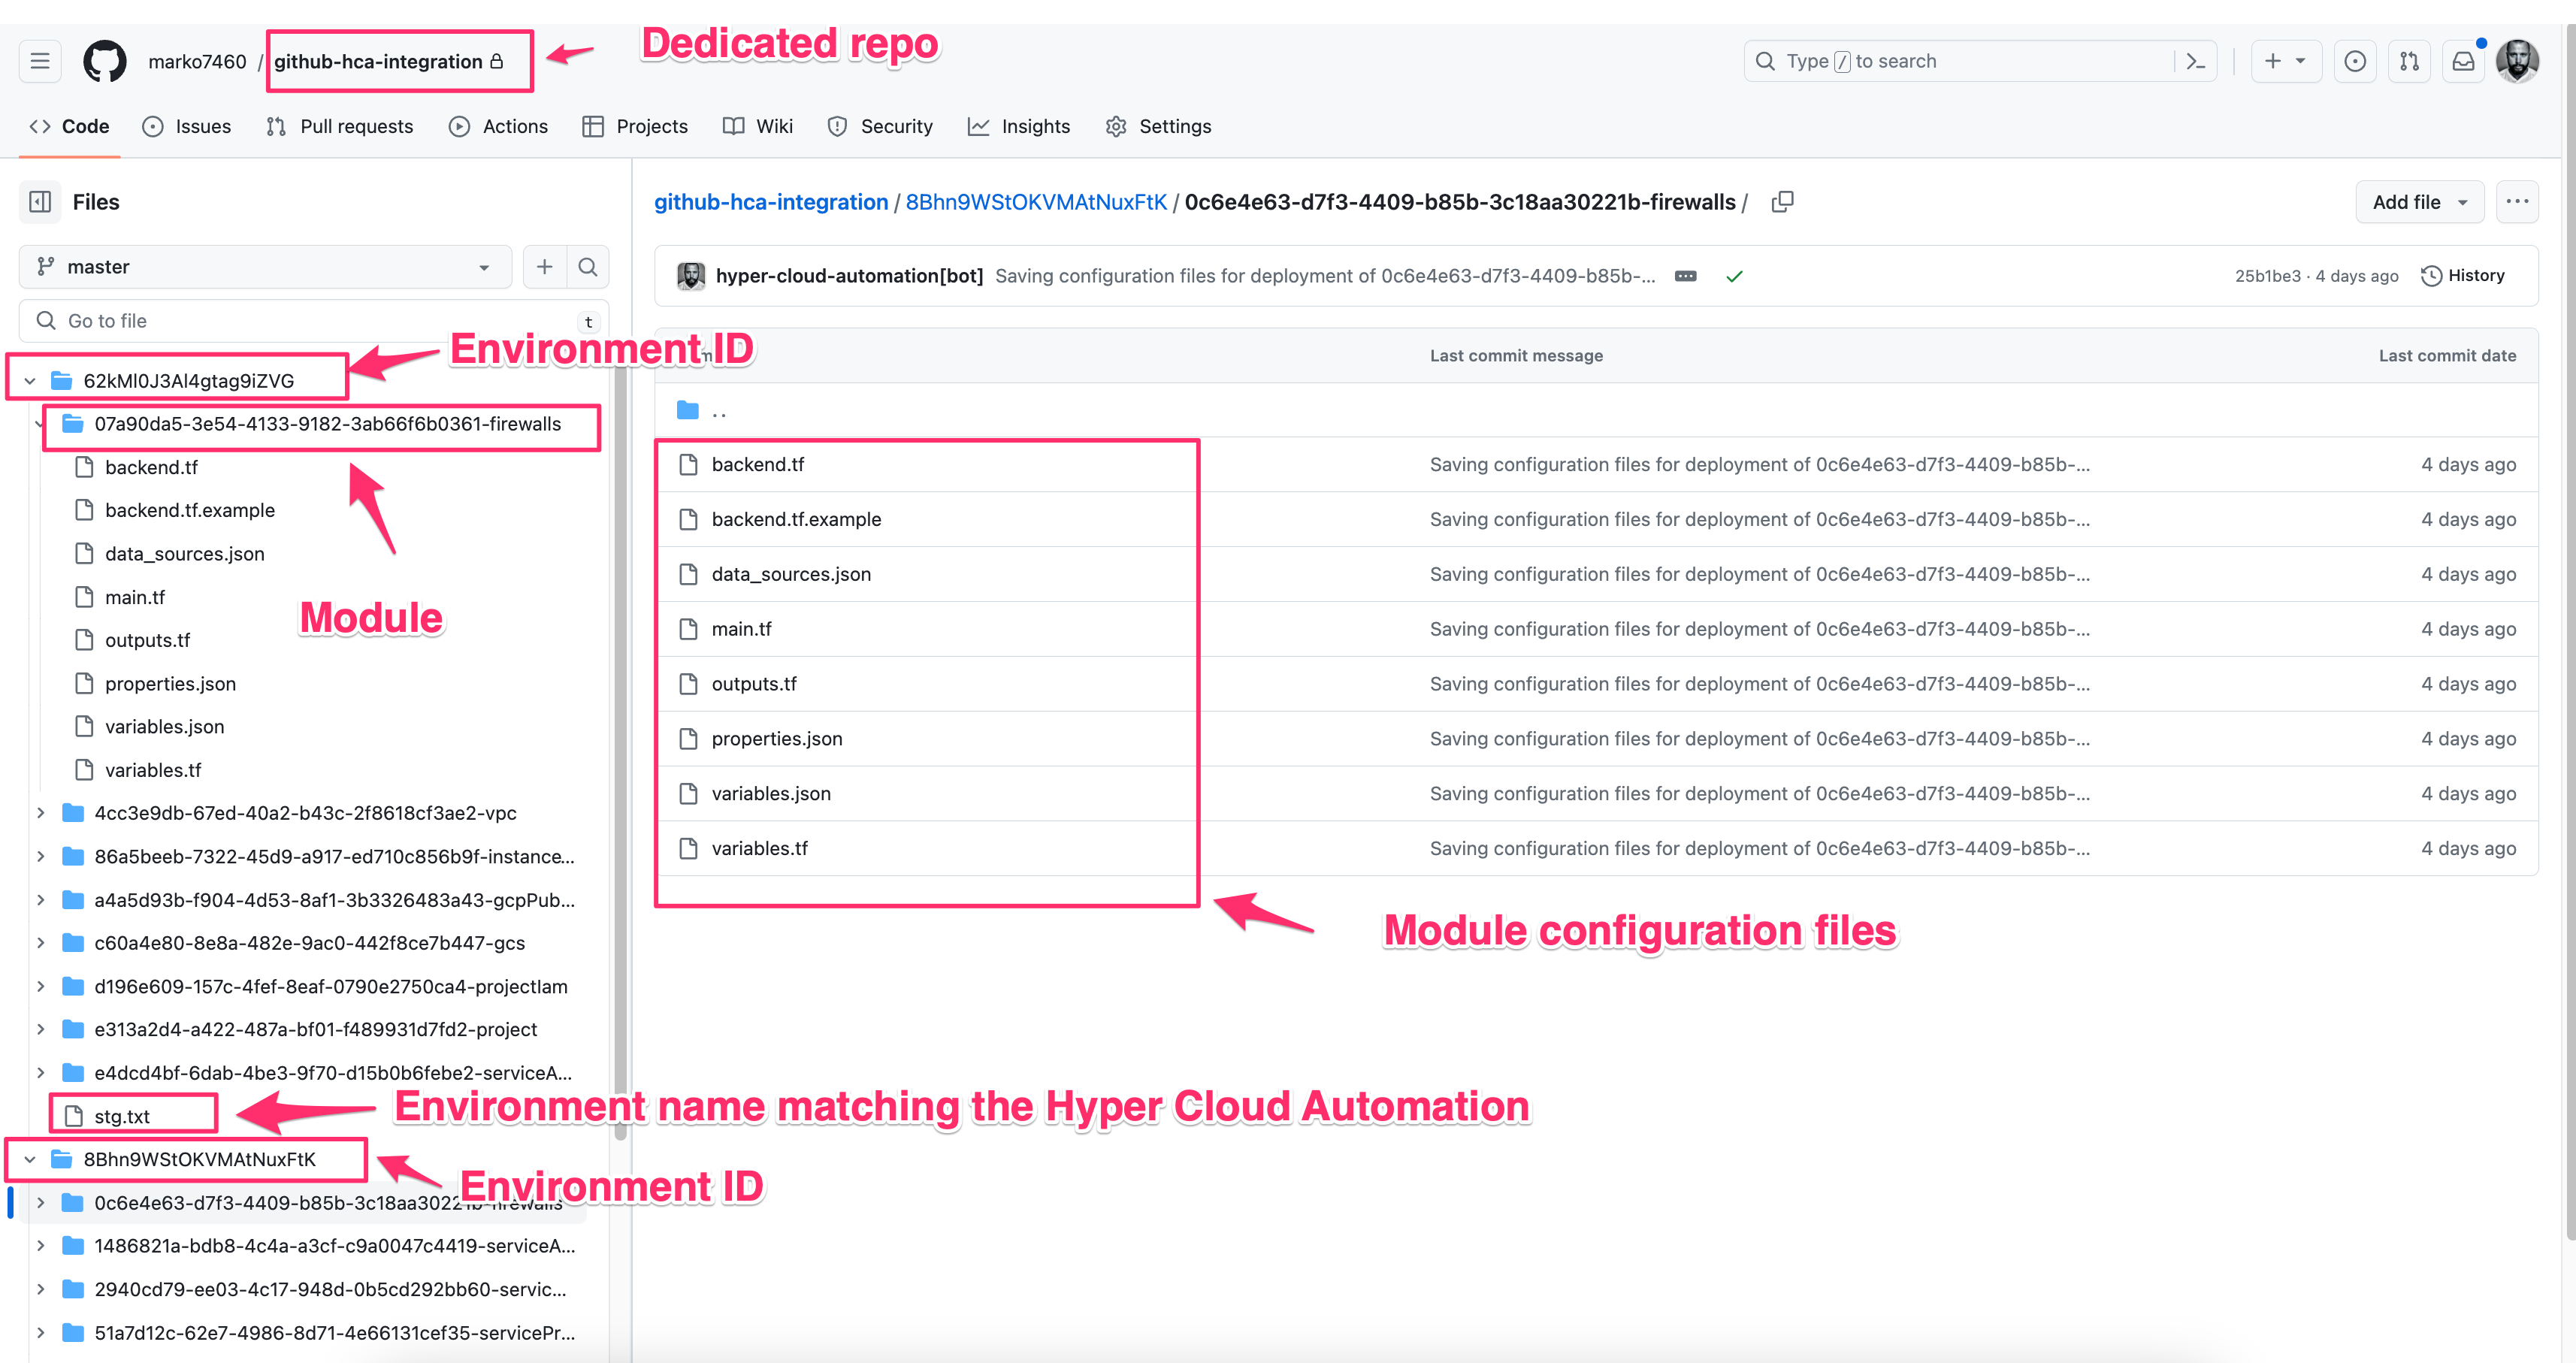 Dedicated repo
marko7460 / github-hca-integration
Type / to search
Code
Issues
Pull requests
Actions
Projects
Wiki
Security
Insights
Settings
Files
master
Go to file
t
Environment ID
62kMl0J3Al4gtag9iZVG
07a90da5-3e54-4133-9182-3ab66f6b0361-firewalls
backend.tf
backend.tf.example
data_sources.json
main.tf
Module
outputs.tf
properties.json
variables.json
variables.tf
4cc3e9db-67ed-40a2-b43c-2f8618cf3ae2-vpc
86a5beeb-7322-45d9-a917-ed710c856b9f-instance...
a4a5d93b-f904-4d53-8af1-3b3326483a43-gcpPub...
c60a4e80-8e8a-482e-9ac0-442f8ce7b447-gcs
d196e609-157c-4fef-8eaf-0790e2750ca4-projectIam
e313a2d4-a422-487a-bf01-f489931d7fd2-project
e4dcd4bf-6dab-4be3-9f70-d15b0b6febe2-serviceA...
stg.txt
Environment name matching the Hyper Cloud Automation
8Bhn9WStOKVMAtNuxFtK
Environment ID
0c6e4e63-d7f3-4409-b85b-3c18aa30221b-firewalls
1486821a-bdb8-4c4a-a3cf-c9a0047c4419-serviceA...
2940cd79-ee03-4c17-948d-0b5cd292bb60-servic...
51a7d12c-62e7-4986-8d71-4e66131cef35-servicePr...
github-hca-integration / 8Bhn9WStOKVMAtNuxFtK / 0c6e4e63-d7f3-4409-b85b-3c18aa30221b-firewalls /
Add file
hyper-cloud-automation[bot] Saving configuration files for deployment of 0c6e4e63-d7f3-4409-b85b-...
25b1be3 · 4 days ago
History
Last commit message
Last commit date
..
backend.tf Saving configuration files for deployment of 0c6e4e63-d7f3-4409-b85b-... 4 days ago
backend.tf.example Saving configuration files for deployment of 0c6e4e63-d7f3-4409-b85b-... 4 days ago
data_sources.json Saving configuration files for deployment of 0c6e4e63-d7f3-4409-b85b-... 4 days ago
main.tf Saving configuration files for deployment of 0c6e4e63-d7f3-4409-b85b-... 4 days ago
outputs.tf Saving configuration files for deployment of 0c6e4e63-d7f3-4409-b85b-... 4 days ago
properties.json Saving configuration files for deployment of 0c6e4e63-d7f3-4409-b85b-... 4 days ago
variables.json Saving configuration files for deployment of 0c6e4e63-d7f3-4409-b85b-... 4 days ago
variables.tf Saving configuration files for deployment of 0c6e4e63-d7f3-4409-b85b-... 4 days ago
Module configuration files